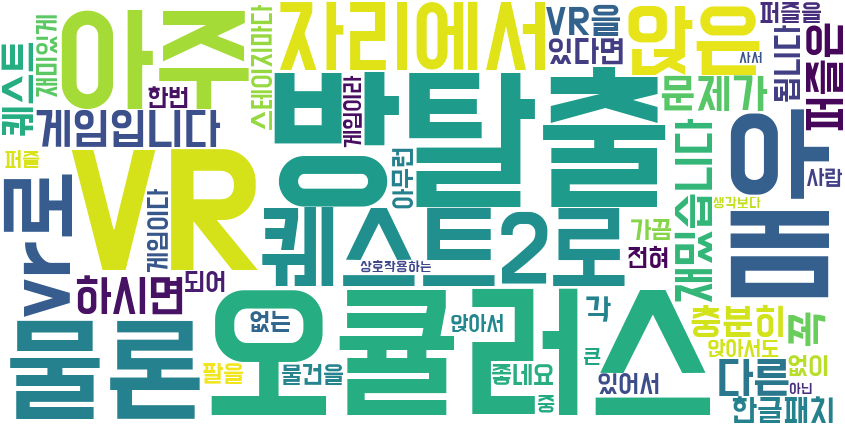 아주
자리에서
VR을
퍼즐을
앉은
있다면
사서
됩니다
퍼즐은
퀘스트
재미있게
스테이지마다
한번
방탈출
게임이라
문제가
게임입니다
퍼즐
VR
아무런
재밌습니다
아
사람
vr로
게임이다
퀘스트2로
생각보다
가끔
매
전혀
상호작용하는
하시면
되어
물론
오큘러스
없는
앉아서
각
충분히
꼭
팔을
물건을
좋네요
큰
앉아서도
없이
있어서
다른
아닌
중
한글패치